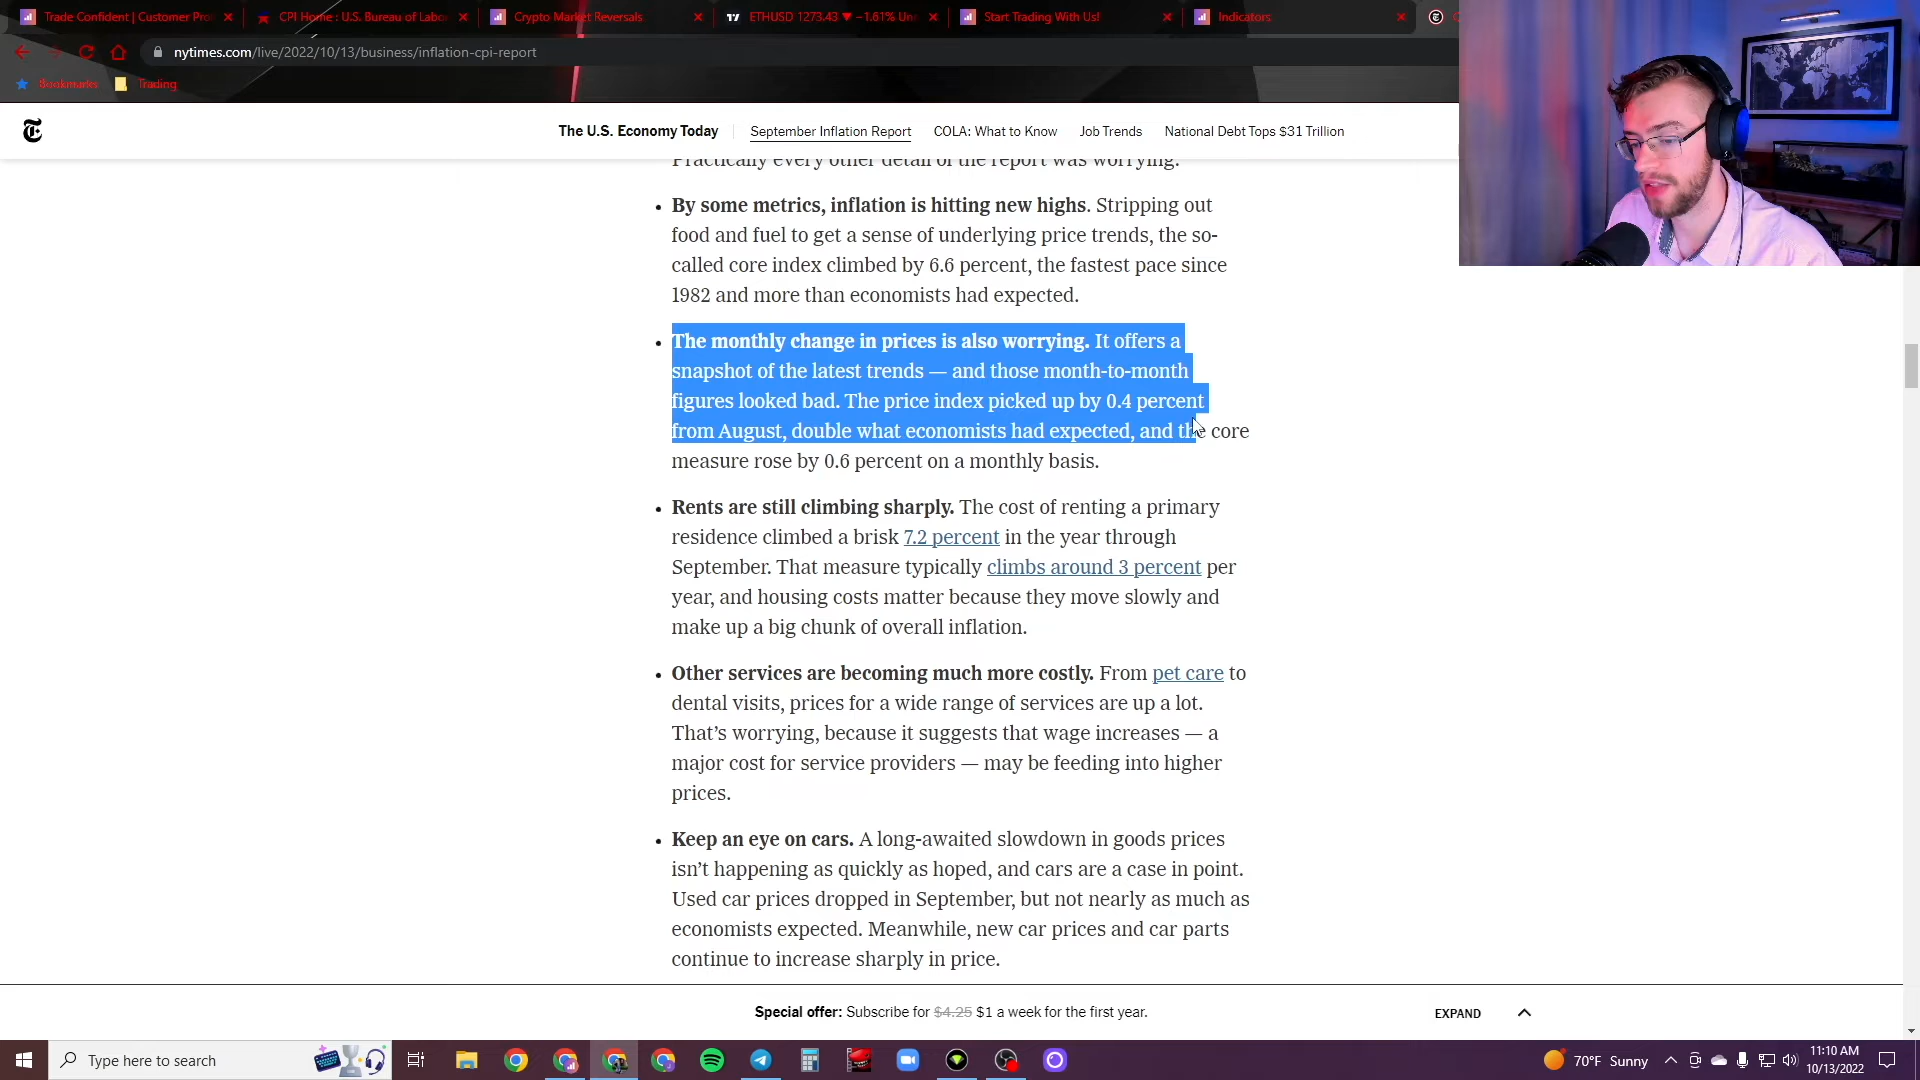 Trade Confident | Customer Pro
CPI Home : U.S. Bureau of Labo
Crypto Market Reversals
ETHUSD 1273.43 ▼ −1.61% Un
Start Trading With Us!
Indicators
nytimes.com/live/2022/10/13/business/inflation-cpi-report
Bookmarks
Trading
The U.S. Economy Today
September Inflation Report
COLA: What to Know
Job Trends
National Debt Tops $31 Trillion
Practically every other detail of the report was worrying.
• By some metrics, inflation is hitting new highs. Stripping out
food and fuel to get a sense of underlying price trends, the so-
called core index climbed by 6.6 percent, the fastest pace since
1982 and more than economists had expected.
• The monthly change in prices is also worrying. It offers a
snapshot of the latest trends — and those month-to-month
figures looked bad. The price index picked up by 0.4 percent
from August, double what economists had expected, and the core
measure rose by 0.6 percent on a monthly basis.
• Rents are still climbing sharply. The cost of renting a primary
residence climbed a brisk 7.2 percent in the year through
September. That measure typically climbs around 3 percent per
year, and housing costs matter because they move slowly and
make up a big chunk of overall inflation.
• Other services are becoming much more costly. From pet care to
dental visits, prices for a wide range of services are up a lot.
That’s worrying, because it suggests that wage increases — a
major cost for service providers — may be feeding into higher
prices.
• Keep an eye on cars. A long-awaited slowdown in goods prices
isn’t happening as quickly as hoped, and cars are a case in point.
Used car prices dropped in September, but not nearly as much as
economists expected. Meanwhile, new car prices and car parts
continue to increase sharply in price.
Special offer: Subscribe for $4.25 $1 a week for the first year.
EXPAND
Type here to search
70°F Sunny
11:10 AM
10/13/2022